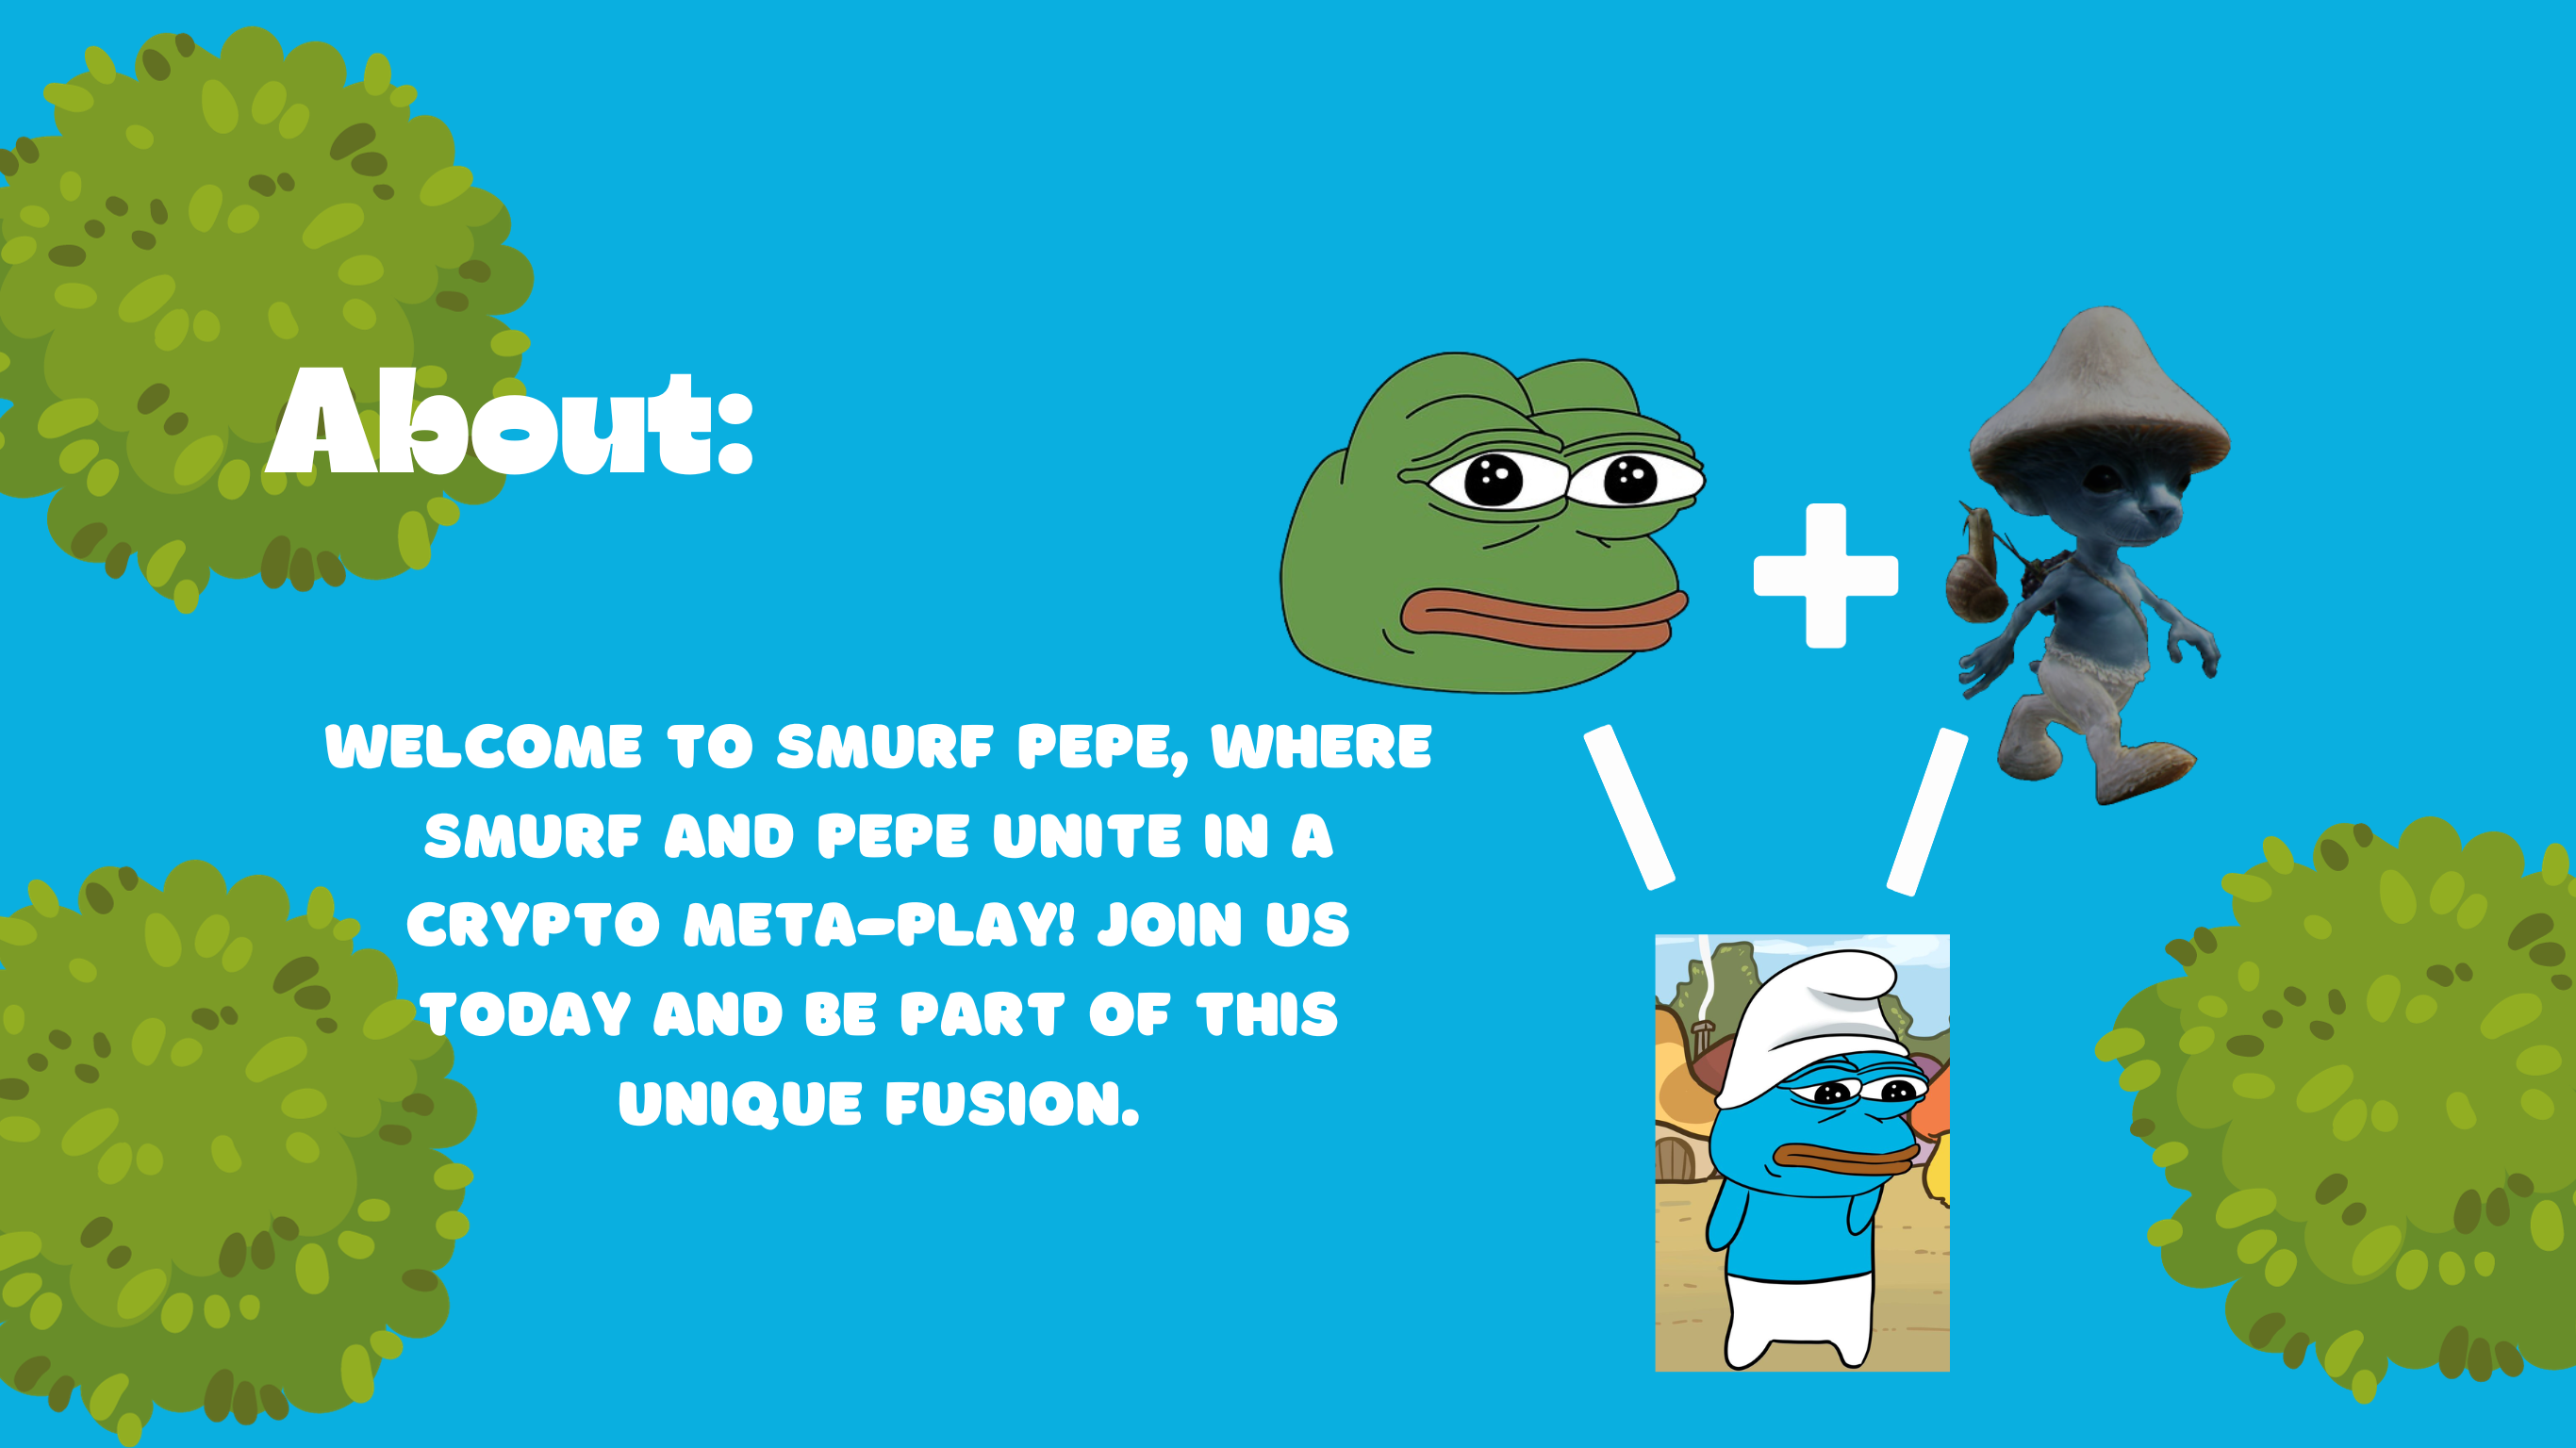 About:
WELCOME TO SMURF PEPE, WHERE
SMURF AND PEPE UNITE IN A
CRYPTO META-PLAY! JOIN US
TODAY AND BE PART OF THIS
UNIQUE FUSION.